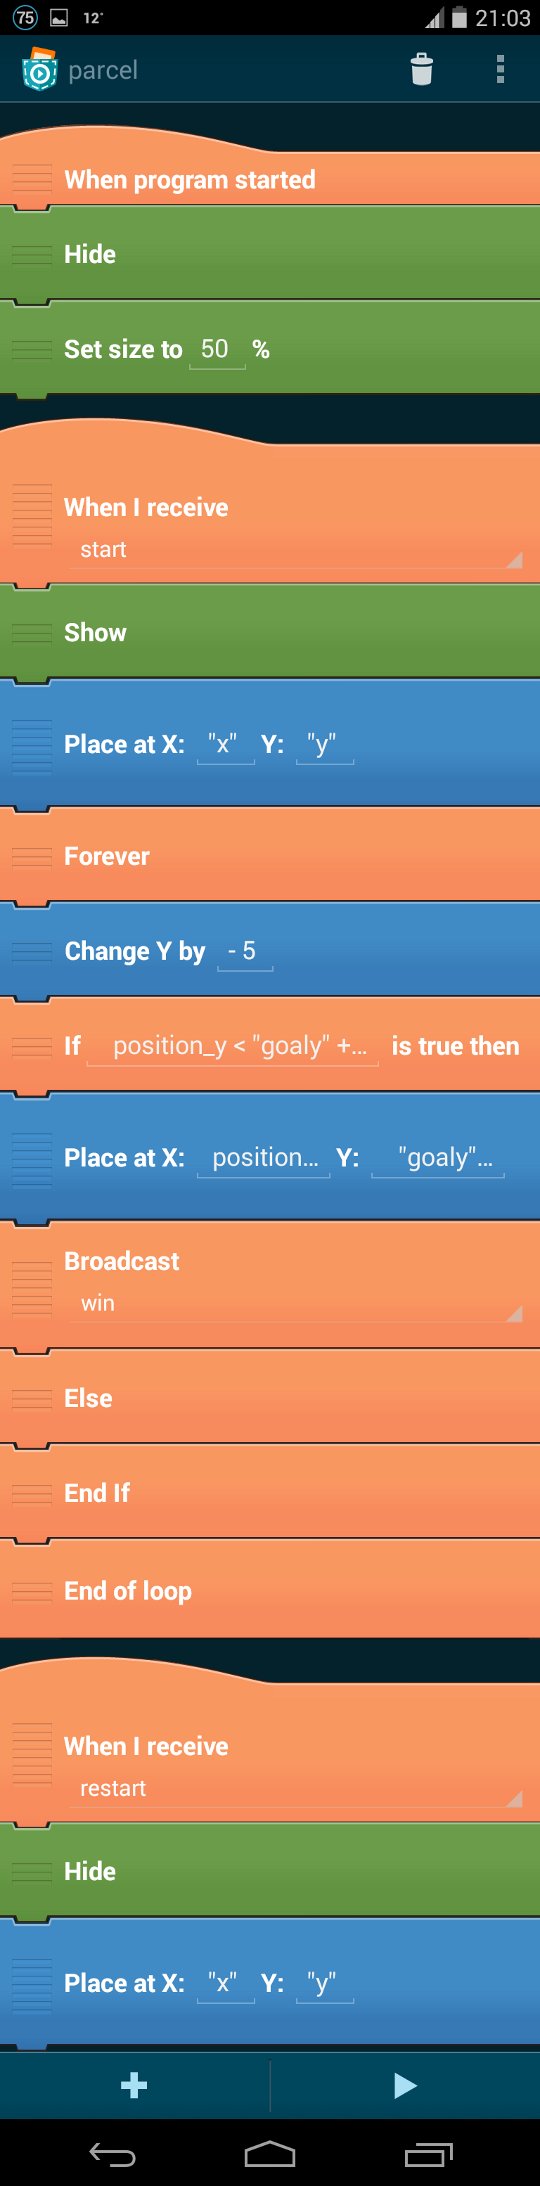 75 12° 21:03
parcel
When program started
Hide
Set size to 50 %
When I receive
start
Show
Place at X: "x" Y: "y"
Forever
Change Y by - 5
If position_y < "goaly" +... is true then
Place at X: position... Y: "goaly"...
Broadcast
win
Else
End If
End of loop
When I receive
restart
Hide
Place at X: "x" Y: "y"